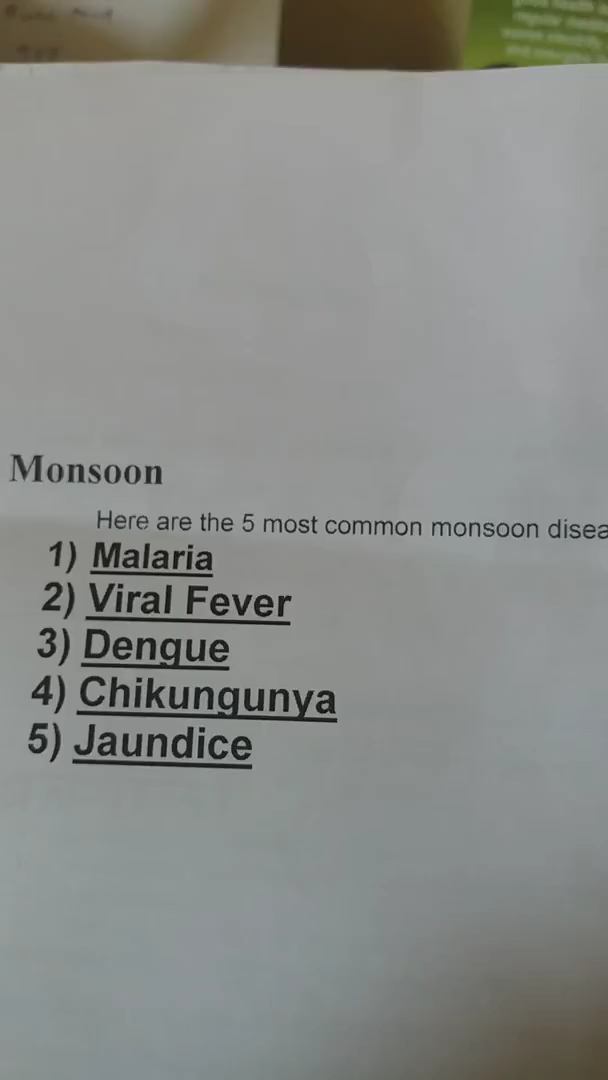 Monsoon
Here are the 5 most common monsoon disea
1) Malaria
2) Viral Fever
3) Dengue
4) Chikungunya
5) Jaundice